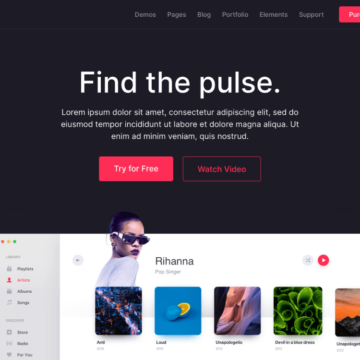 Demos Pages Blog Portfolio Elements Support
Find the pulse.
Lorem ipsum dolor sit amet, consectetur adipiscing elit, sed do
eiusmod tempor incididunt ut labore et dolore magna aliqua. Ut
enim ad minim veniam, quis nostrud.
Try for Free Watch Video
LIBRARY
Playlists
Artists
Albums
Songs
DISCOVER
Store
Radio
For You
Rihanna
Pop Singer
Anti
Loud
Unapologetic
Devil in a blue dress
Unapologetic